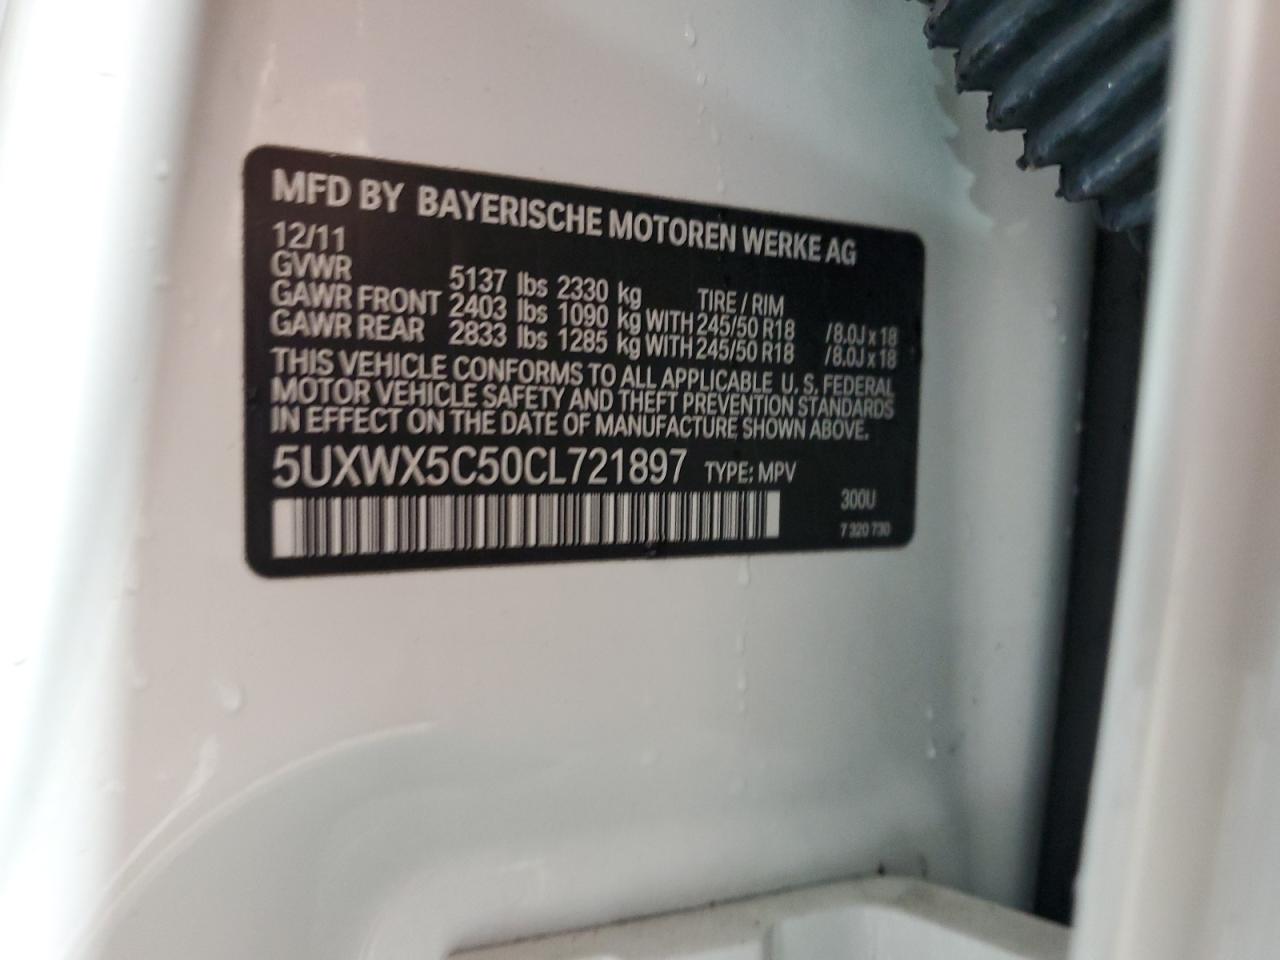 MFD BY BAYERISCHE MOTOREN WERKE AG
12/11
GVWR 5137 lbs 2330 kg TIRE / RIM
GAWR FRONT 2403 lbs 1090 kg WITH 245/50 R18 /8.0J x 18
GAWR REAR 2833 lbs 1285 kg WITH 245/50 R18 /8.0J x 18
THIS VEHICLE CONFORMS TO ALL APPLICABLE U.S. FEDERAL
MOTOR VEHICLE SAFETY AND THEFT PREVENTION STANDARDS
IN EFFECT ON THE DATE OF MANUFACTURE SHOWN ABOVE.
5UXWX5C50CL721897 TYPE: MPV
300U
7 320 730